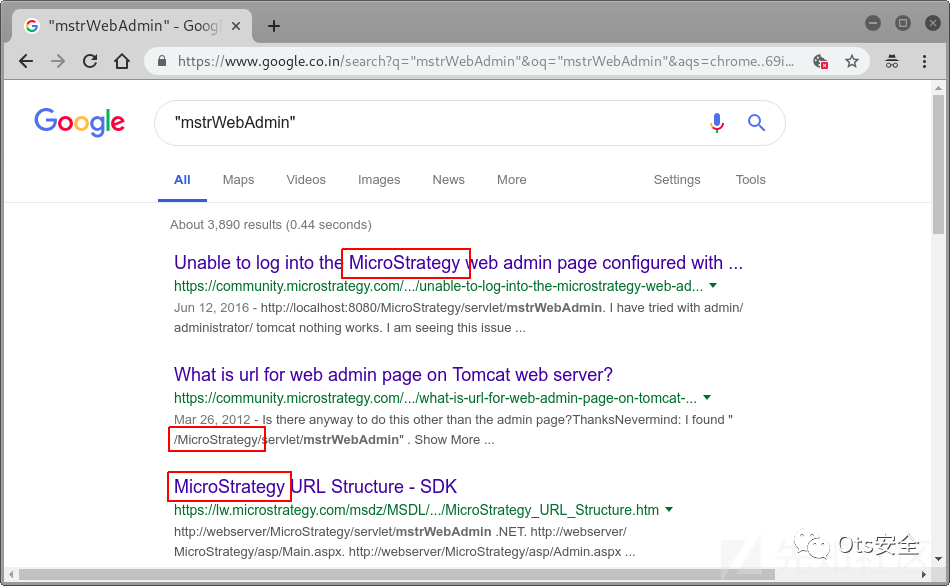 "mstrWebAdmin" - Goog
https://www.google.co.in/search?q="mstrWebAdmin"&oq="mstrWebAdmin"&aqs=chrome..69i...
Google
"mstrWebAdmin"
All Maps Videos Images News More Settings Tools
About 3,890 results (0.44 seconds)
Unable to log into the MicroStrategy web admin page configured with ...
https://community.microstrategy.com/.../unable-to-log-into-the-microstrategy-web-ad...
Jun 12, 2016 - http://localhost:8080/MicroStrategy/servlet/mstrWebAdmin. I have tried with admin/
administrator/ tomcat nothing works. I am seeing this issue ...
What is url for web admin page on Tomcat web server?
https://community.microstrategy.com/.../what-is-url-for-web-admin-page-on-tomcat-...
Mar 26, 2012 - Is there anyway to do this other than the admin page?ThanksNevermind: I found "
/MicroStrategy/servlet/mstrWebAdmin" . Show More ...
MicroStrategy URL Structure - SDK
https://lw.microstrategy.com/msdz/MSDL/.../MicroStrategy_URL_Structure.htm
http://webserver/MicroStrategy/servlet/mstrWebAdmin .NET. http://webserver/
MicroStrategy/asp/Main.aspx. http://webserver/MicroStrategy/asp/Admin.aspx ...
Ots安全
先知社区